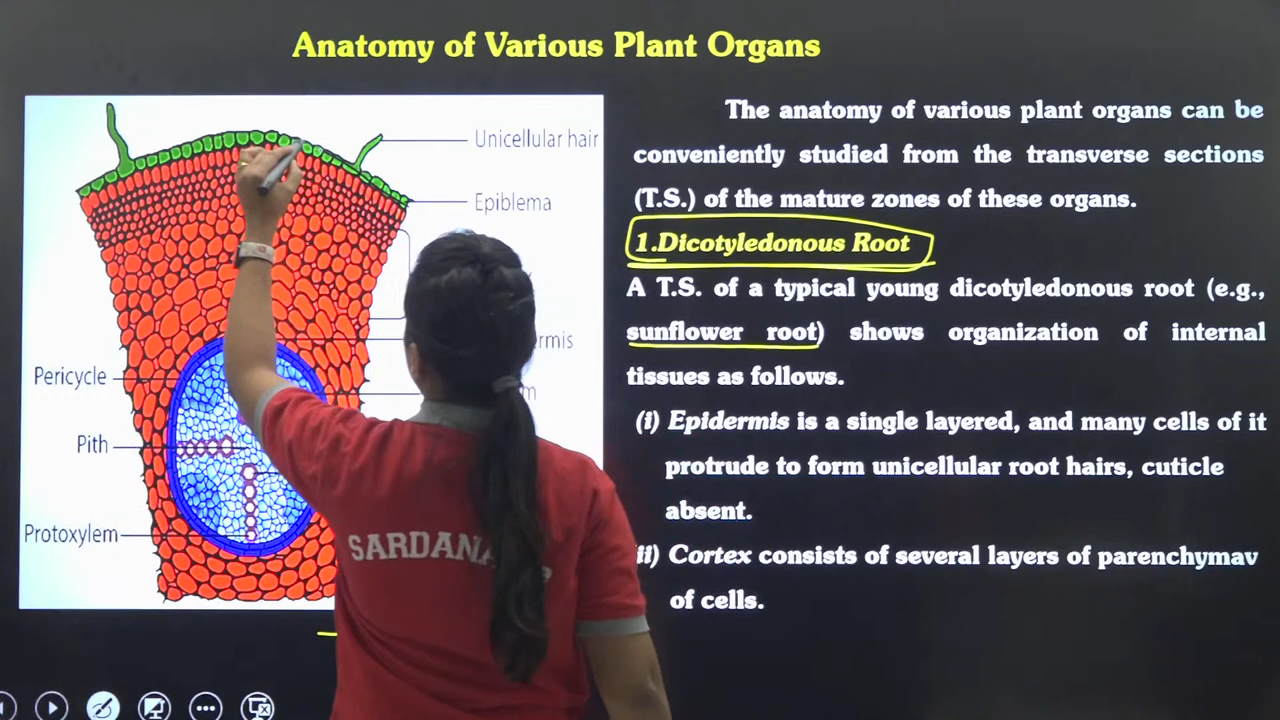 Anatomy of Various Plant Organs
Unicellular hair
Epiblema
Pericycle
Pith
Protoxylem
The anatomy of various plant organs can be
conveniently studied from the transverse sections
(T.S.) of the mature zones of these organs.
1.Dicotyledonous Root
A T.S. of a typical young dicotyledonous root (e.g.,
sunflower root) shows organization of internal
tissues as follows.
(i) Epidermis is a single layered, and many cells of it
protrude to form unicellular root hairs, cuticle
absent.
ii) Cortex consists of several layers of parenchymav
of cells.